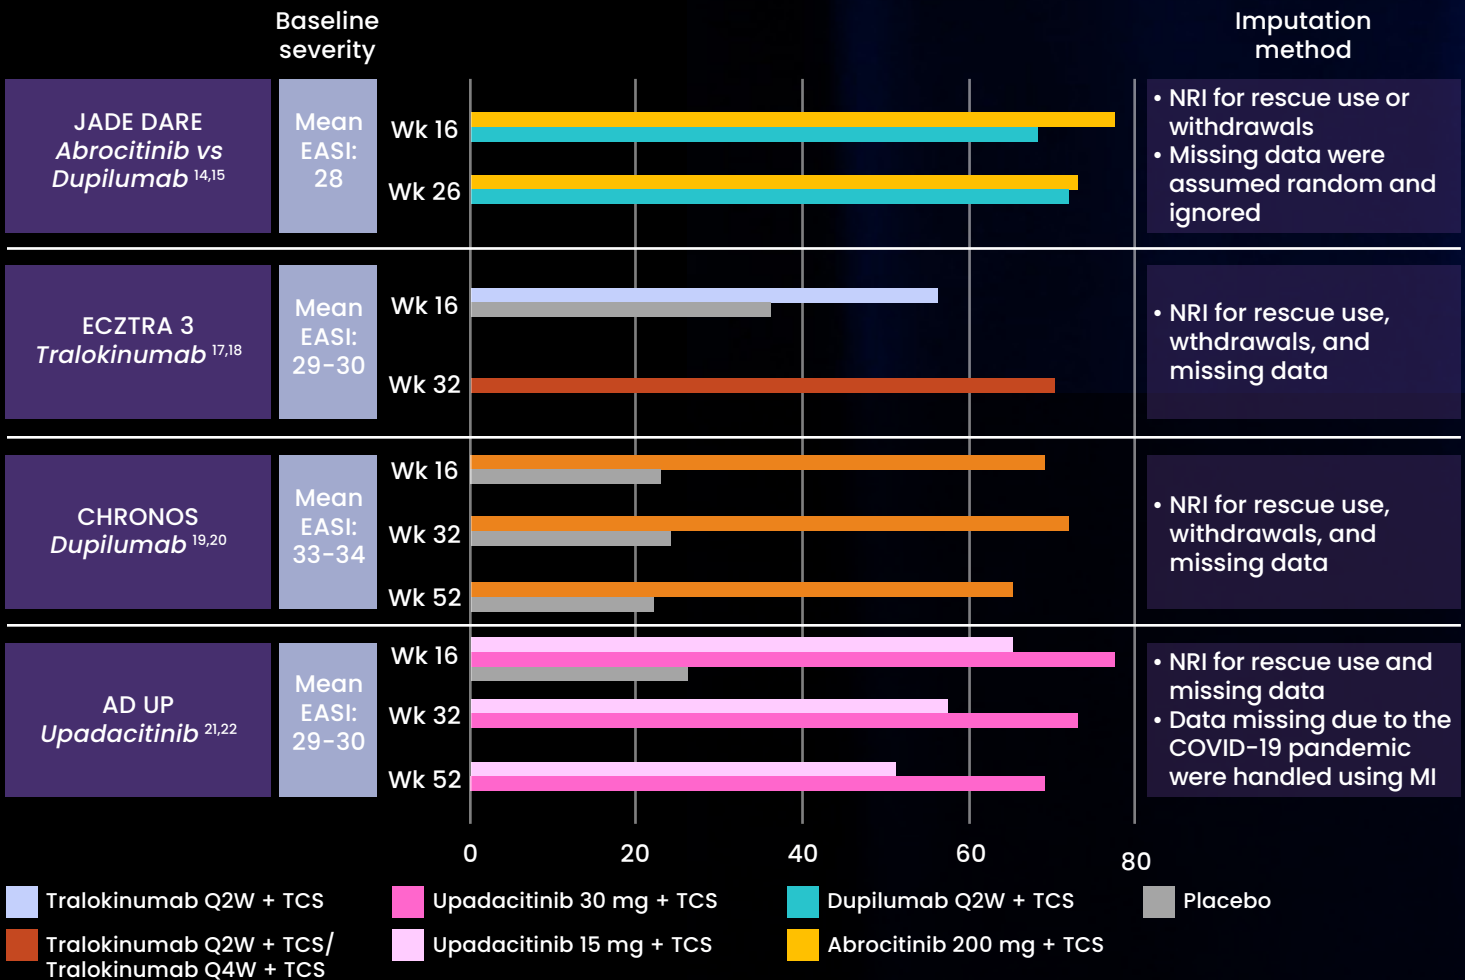 Baseline
severity
Imputation
method
JADE DARE
Abrocitinib vs
Dupilumab 14,15
Mean
EASI:
28
Wk 16
Wk 26
• NRI for rescue use or
withdrawals
• Missing data were
assumed random and
ignored
ECZTRA 3
Tralokinumab 17,18
Mean
EASI:
29-30
Wk 16
Wk 32
• NRI for rescue use,
wthdrawals, and
missing data
CHRONOS
Dupilumab 19,20
Mean
EASI:
33-34
Wk 16
Wk 32
Wk 52
• NRI for rescue use,
withdrawals, and
missing data
AD UP
Upadacitinib 21,22
Mean
EASI:
29-30
Wk 16
Wk 32
Wk 52
• NRI for rescue use and
missing data
• Data missing due to the
COVID-19 pandemic
were handled using MI
0 20 40 60 80
Tralokinumab Q2W + TCS
Tralokinumab Q2W + TCS/
Tralokinumab Q4W + TCS
Upadacitinib 30 mg + TCS
Upadacitinib 15 mg + TCS
Dupilumab Q2W + TCS
Abrocitinib 200 mg + TCS
Placebo